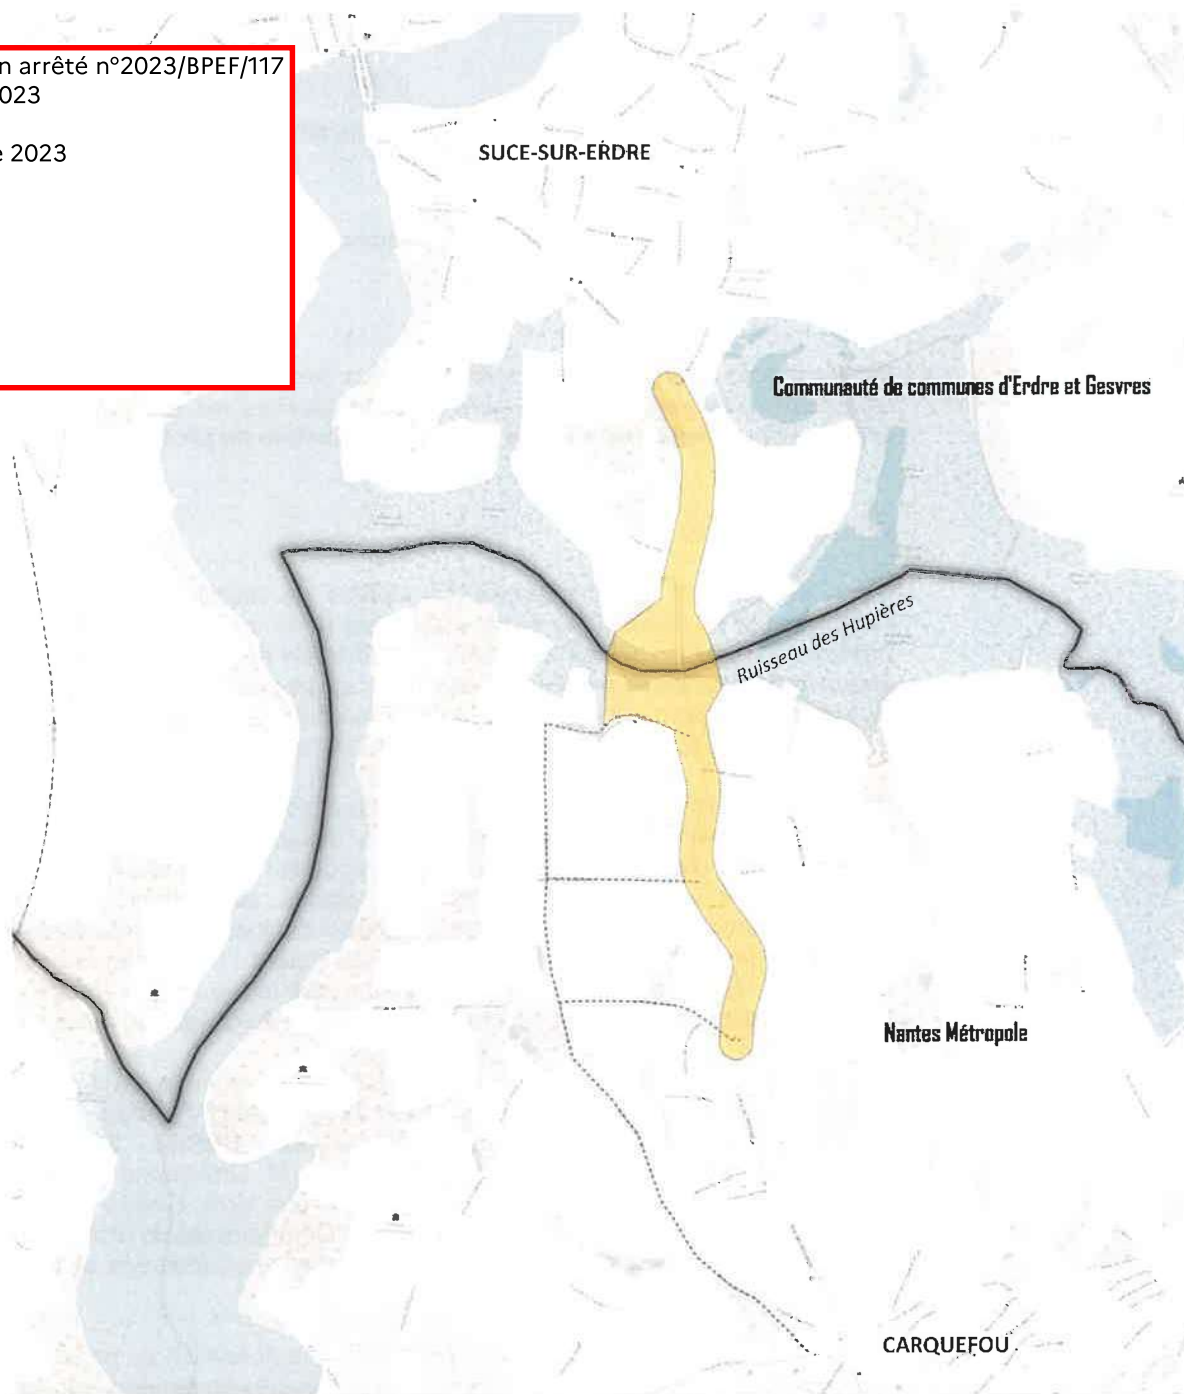 n arrêté n°2023/BPEF/117
023
e 2023
SUCE-SUR-ERDRE
Communauté de communes d'Erdre et Gesvres
Ruisseau des Hupières
Nantes Métropole
CARQUEFOU